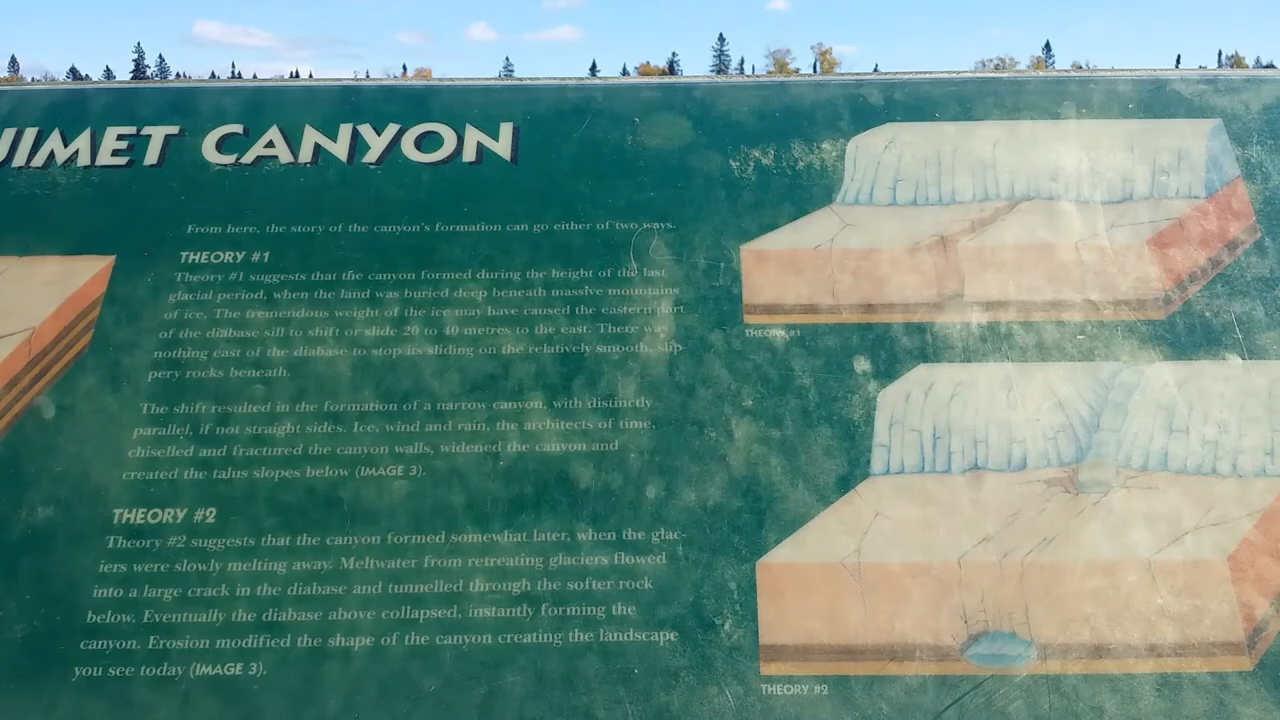 UIMET CANYON
From here, the story of the canyon's formation can go either of two ways.
THEORY #1
Theory #1 suggests that the canyon formed during the height of the last
glacial period, when the land was buried deep beneath massive mountains
of ice. The tremendous weight of the ice may have caused the eastern part
of the diabase sill to shift or slide 20 to 40 metres to the east. There was
nothing east of the diabase to stop its sliding on the relatively smooth, slip-
pery rocks beneath.
The shift resulted in the formation of a narrow canyon, with distinctly
parallel, if not straight sides. Ice, wind and rain, the architects of time,
chiselled and fractured the canyon walls, widened the canyon and
created the talus slopes below (IMAGE 3).
THEORY #2
Theory #2 suggests that the canyon formed somewhat later, when the glac-
iers were slowly melting away. Meltwater from retreating glaciers flowed
into a large crack in the diabase and tunnelled through the softer rock
below. Eventually the diabase above collapsed, instantly forming the
canyon. Erosion modified the shape of the canyon creating the landscape
you see today (IMAGE 3).
THEORY #1
THEORY #2